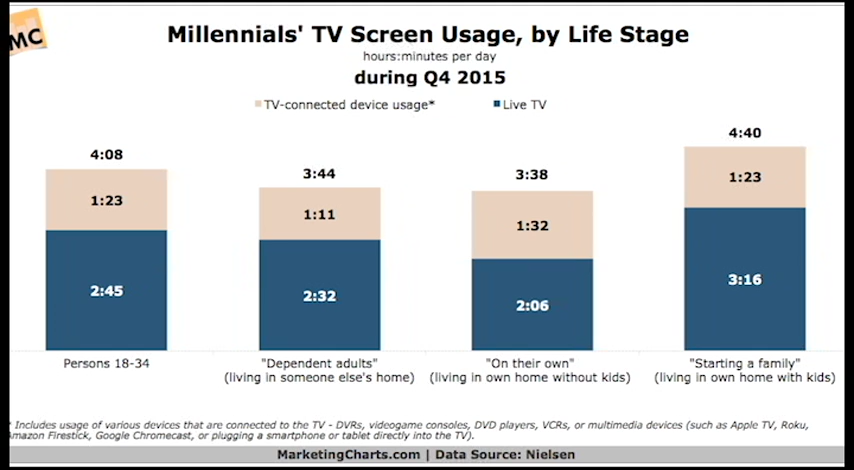 MC
Millennials' TV Screen Usage, by Life Stage
hours:minutes per day
during Q4 2015
TV-connected device usage* Live TV
4:08 3:44 3:38 4:40
1:23 1:11 1:32 1:23
2:45 2:32 2:06 3:16
Persons 18-34 "Dependent adults" "On their own" "Starting a family"
(living in someone else's home) (living in own home without kids) (living in own home with kids)
* Includes usage of various devices that are connected to the TV - DVRs, videogame consoles, DVD players, VCRs, or multimedia devices (such as Apple TV, Roku,
Amazon Firestick, Google Chromecast, or plugging a smartphone or tablet directly into the TV).
MarketingCharts.com | Data Source: Nielsen